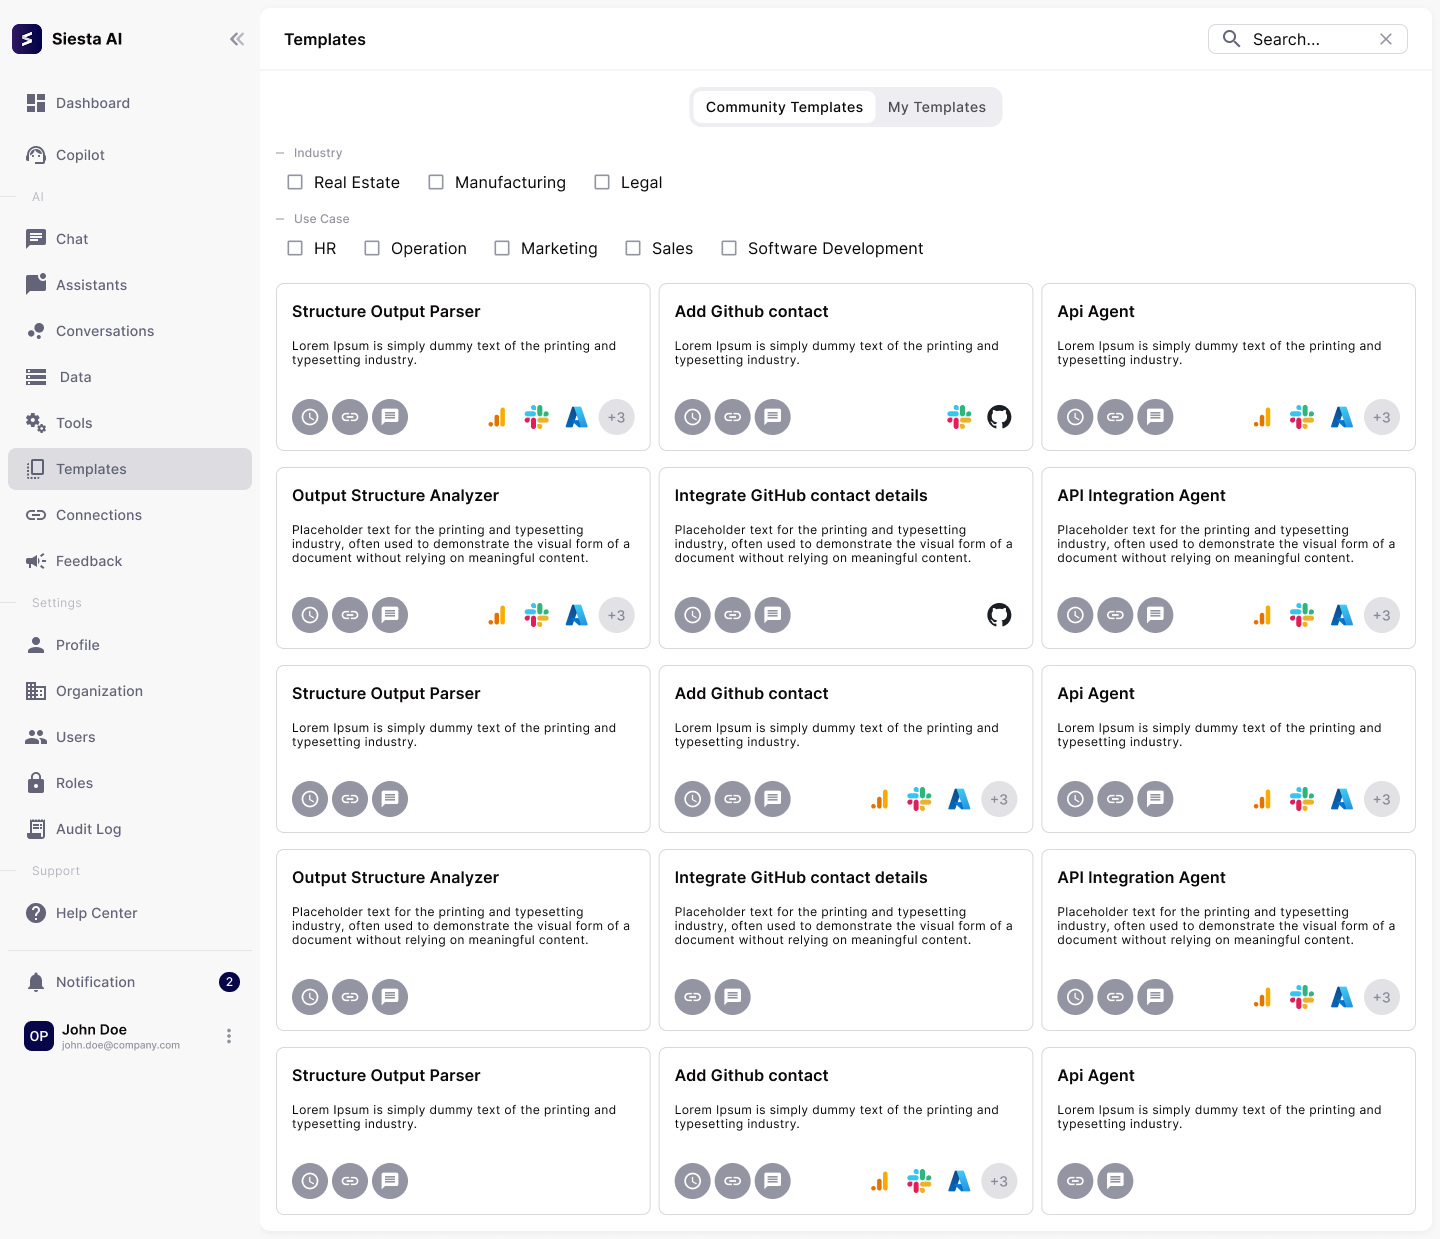 Siesta AI
Dashboard
Copilot
AI
Chat
Assistants
Conversations
Data
Tools
Templates
Connections
Feedback
Settings
Profile
Organization
Users
Roles
Audit Log
Support
Help Center
Notification 2
OP John Doe
john.doe@company.com
Templates
Search...
Community Templates My Templates
Industry
Real Estate Manufacturing Legal
Use Case
HR Operation Marketing Sales Software Development
Structure Output Parser
Lorem Ipsum is simply dummy text of the printing and
typesetting industry.
+3
Add Github contact
Lorem Ipsum is simply dummy text of the printing and
typesetting industry.
Api Agent
Lorem Ipsum is simply dummy text of the printing and
typesetting industry.
+3
Output Structure Analyzer
Placeholder text for the printing and typesetting
industry, often used to demonstrate the visual form of a
document without relying on meaningful content.
+3
Integrate GitHub contact details
Placeholder text for the printing and typesetting
industry, often used to demonstrate the visual form of a
document without relying on meaningful content.
API Integration Agent
Placeholder text for the printing and typesetting
industry, often used to demonstrate the visual form of a
document without relying on meaningful content.
+3
Structure Output Parser
Lorem Ipsum is simply dummy text of the printing and
typesetting industry.
Add Github contact
Lorem Ipsum is simply dummy text of the printing and
typesetting industry.
+3
Api Agent
Lorem Ipsum is simply dummy text of the printing and
typesetting industry.
+3
Output Structure Analyzer
Placeholder text for the printing and typesetting
industry, often used to demonstrate the visual form of a
document without relying on meaningful content.
Integrate GitHub contact details
Placeholder text for the printing and typesetting
industry, often used to demonstrate the visual form of a
document without relying on meaningful content.
API Integration Agent
Placeholder text for the printing and typesetting
industry, often used to demonstrate the visual form of a
document without relying on meaningful content.
+3
Structure Output Parser
Lorem Ipsum is simply dummy text of the printing and
typesetting industry.
Add Github contact
Lorem Ipsum is simply dummy text of the printing and
typesetting industry.
+3
Api Agent
Lorem Ipsum is simply dummy text of the printing and
typesetting industry.